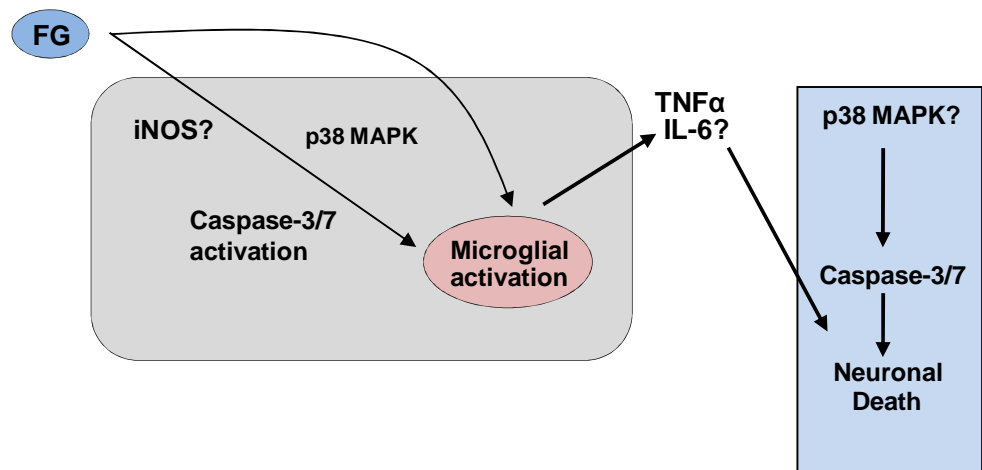 FG
iNOS?
p38 MAPK
Caspase-3/7
activation
Microglial
activation
TNFα
IL-6?
p38 MAPK?
Caspase-3/7
Neuronal
Death